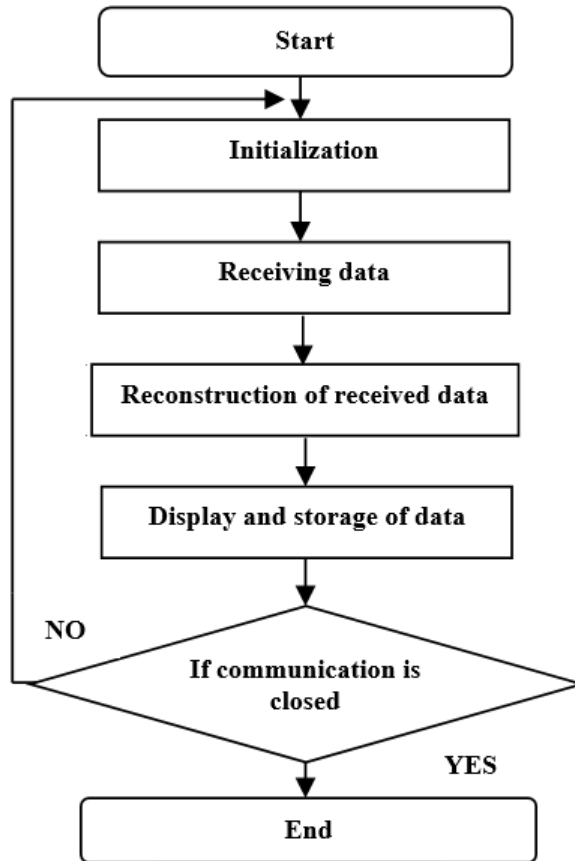 Start
Initialization
Receiving data
Reconstruction of received data
Display and storage of data
NO
If communication is
closed
YES
End